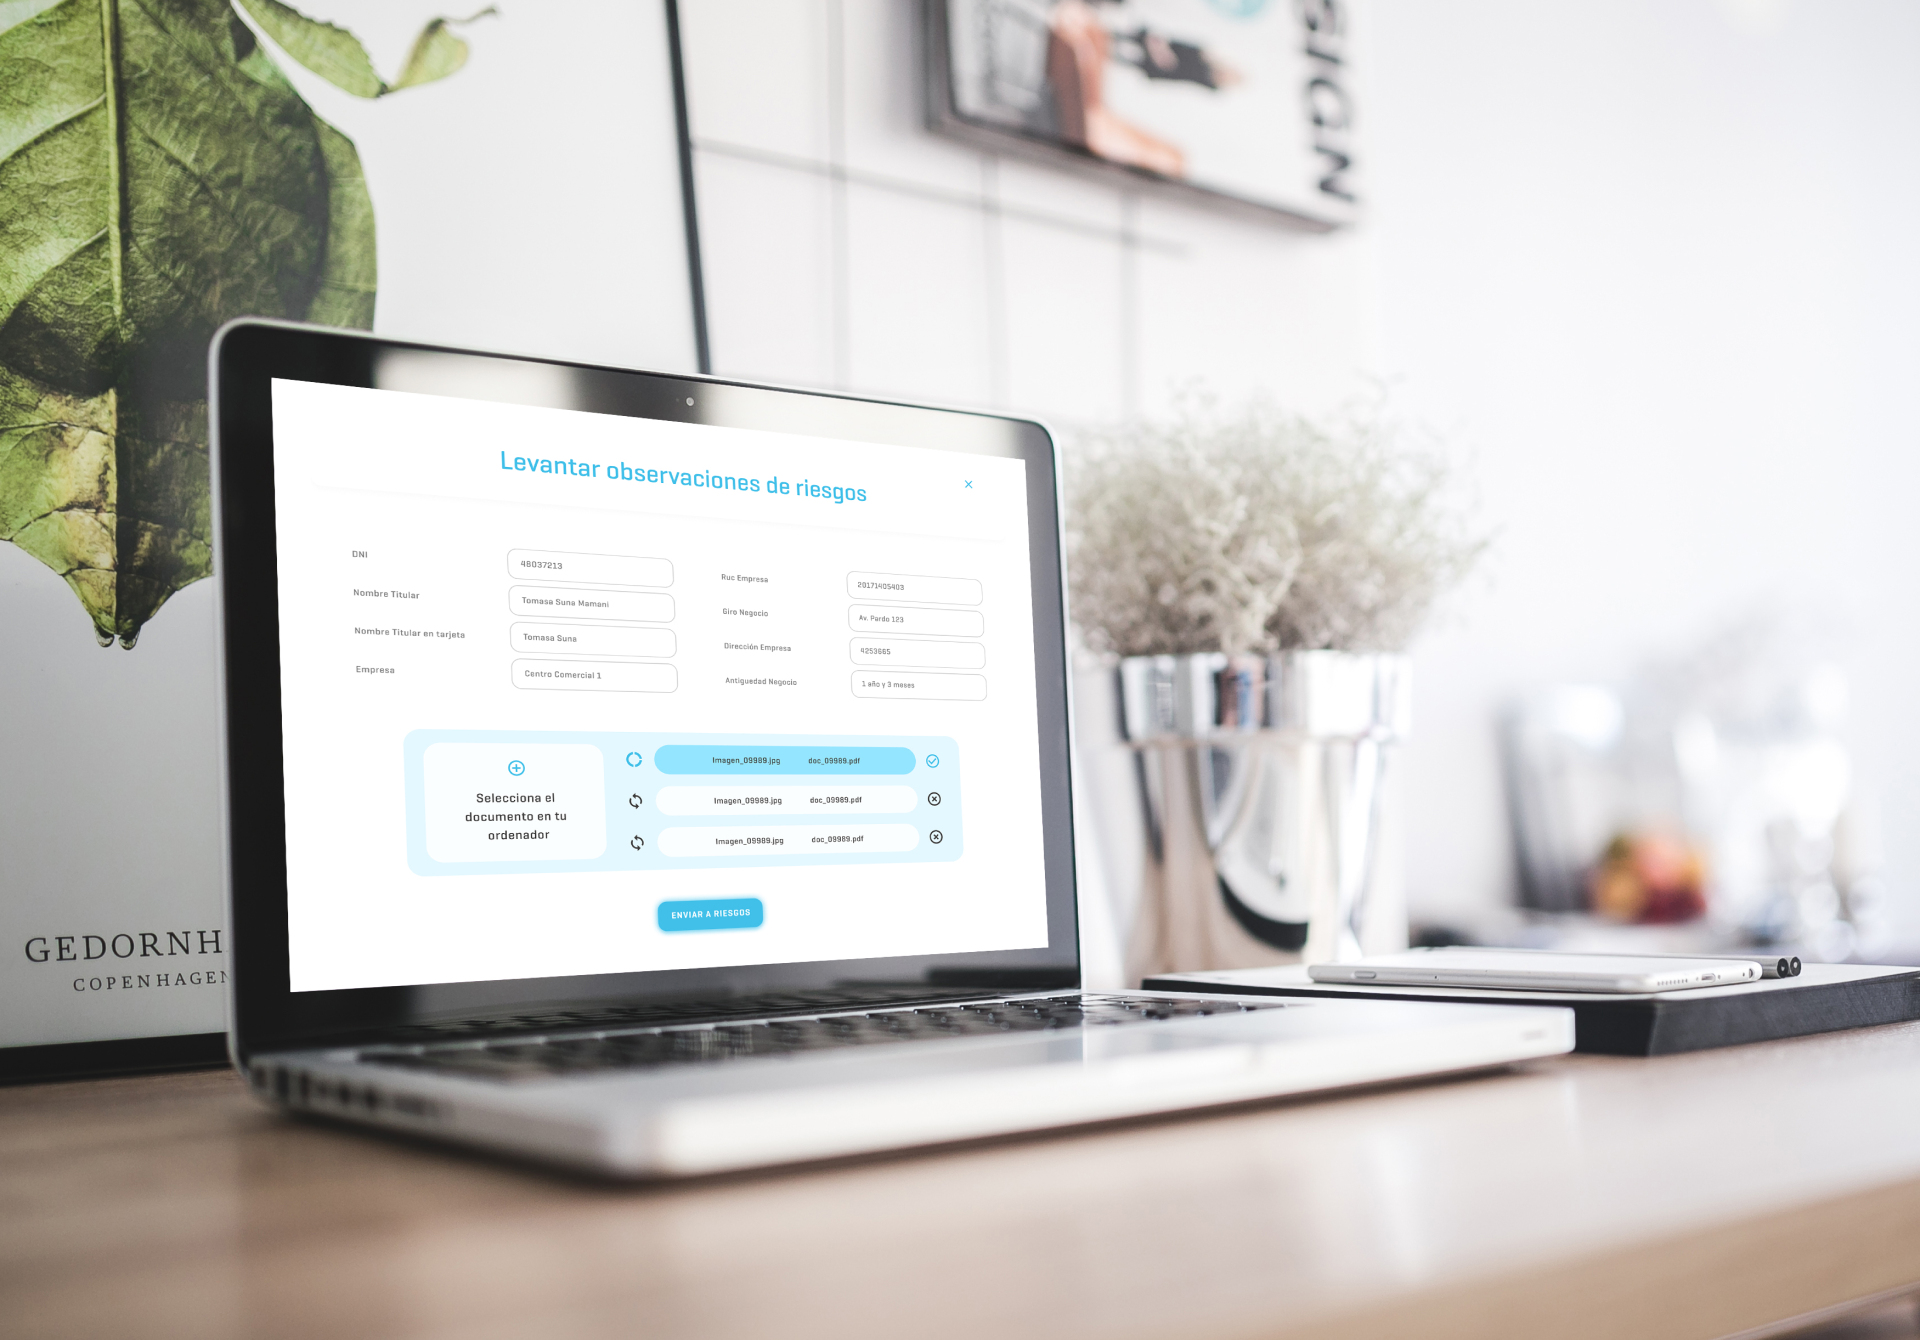 SIGN
GEDORNH
COPENHAGEN
Levantar observaciones de riesgos
DNI
48037213
Nombre Titular
Tomasa Suna Mamani
Nombre Titular en tarjeta
Tomasa Suna
Empresa
Centro Comercial 1
Ruc Empresa
20171405403
Giro Negocio
Av. Pardo 123
Dirección Empresa
4253665
Antiguedad Negocio
1 año y 3 meses
Selecciona el
documento en tu
ordenador
Imagen_09989.jpg doc_09989.pdf
Imagen_09989.jpg doc_09989.pdf
Imagen_09989.jpg doc_09989.pdf
ENVIAR A RIESGOS